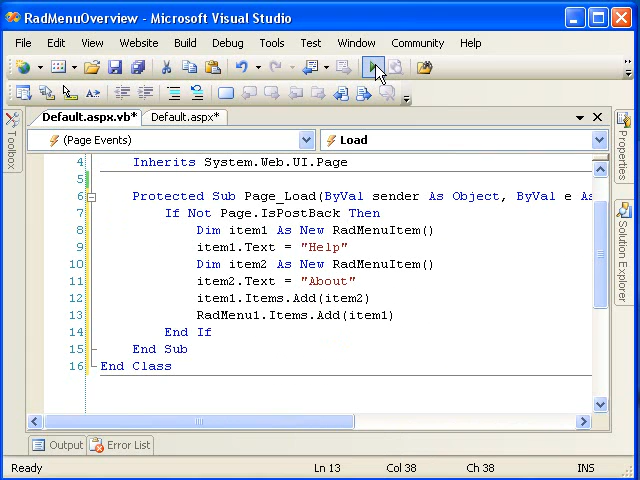 RadMenuOverview - Microsoft Visual Studio
File Edit View Website Build Debug Tools Test Window Community Help
Default.aspx.vb* Default.aspx*
(Page Events) Load
Toolbox
Properties
Solution Explorer
4 Inherits System.Web.UI.Page
5
6 Protected Sub Page_Load(ByVal sender As Object, ByVal e As
7 If Not Page.IsPostBack Then
8 Dim item1 As New RadMenuItem()
9 item1.Text = "Help"
10 Dim item2 As New RadMenuItem()
11 item2.Text = "About"
12 item1.Items.Add(item2)
13 RadMenu1.Items.Add(item1)
14 End If
15 End Sub
16 End Class
Output Error List
Ready Ln 13 Col 38 Ch 38 INS